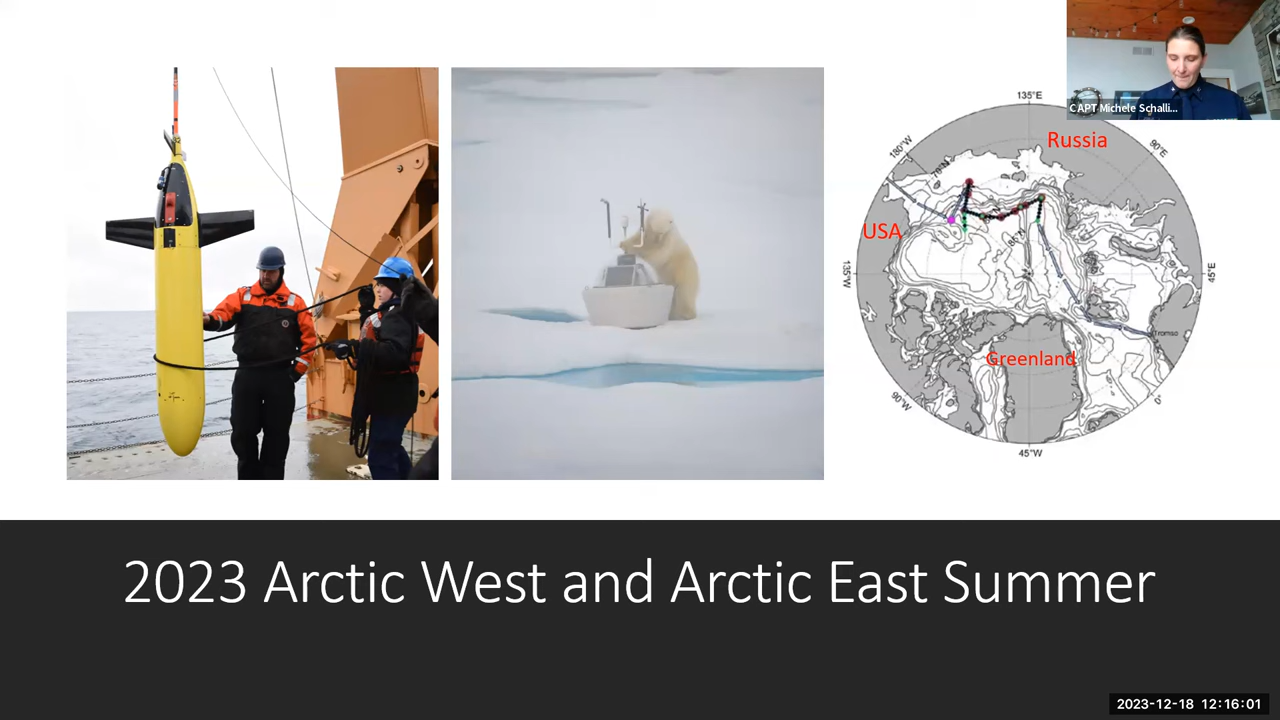 CAPT Michele Schalli...
135°E
180°W
90°E
Russia
USA
135°W
45°E
Tromso
Greenland
90°W
0°
45°W
2023 Arctic West and Arctic East Summer
2023-12-18 12:16:01